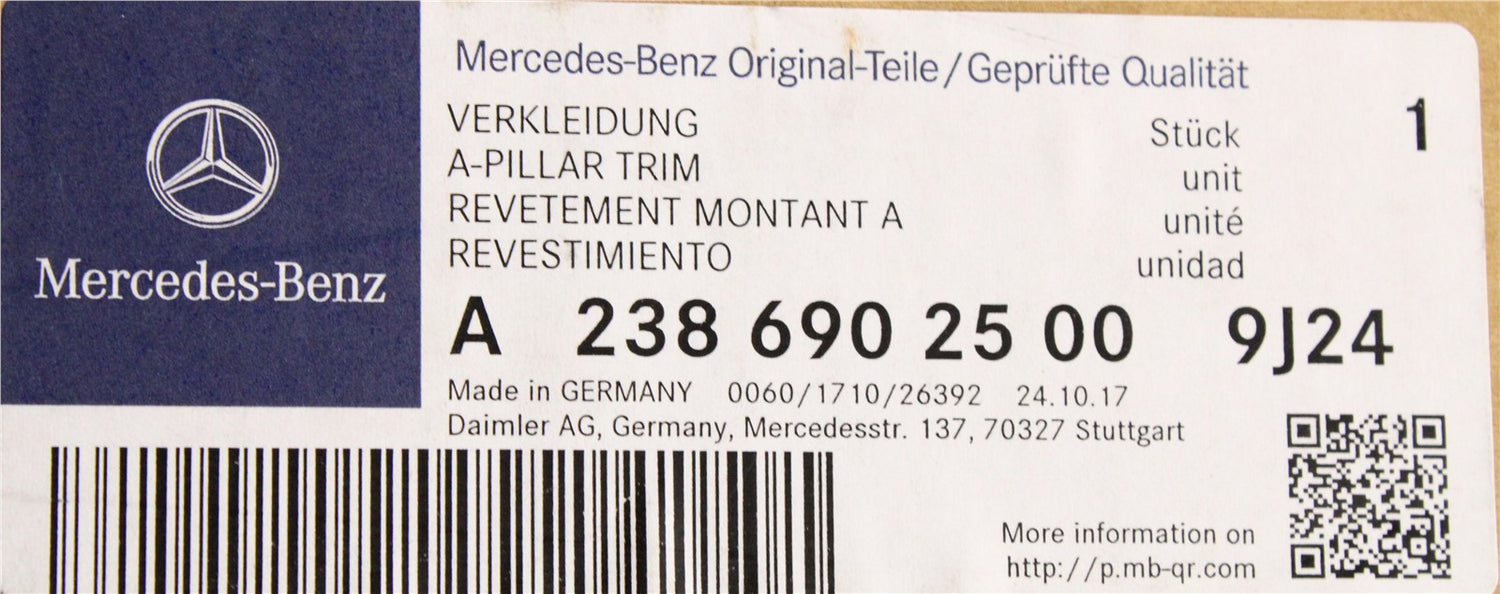 Mercedes-Benz
Mercedes-Benz Original-Teile/Geprüfte Qualität
VERKLEIDUNG Stück 1
A-PILLAR TRIM unit
REVETEMENT MONTANT A unité
REVESTIMIENTO unidad
A 238 690 25 00 9J24
Made in GERMANY 0060/1710/26392 24.10.17
Daimler AG, Germany, Mercedesstr. 137, 70327 Stuttgart
More information on
http://p.mb-qr.com